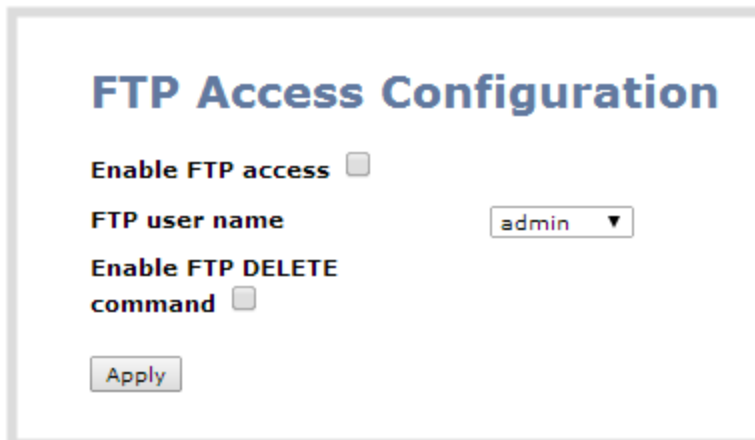 FTP Access Configuration
Enable FTP access
FTP user name admin
Enable FTP DELETE
command
Apply